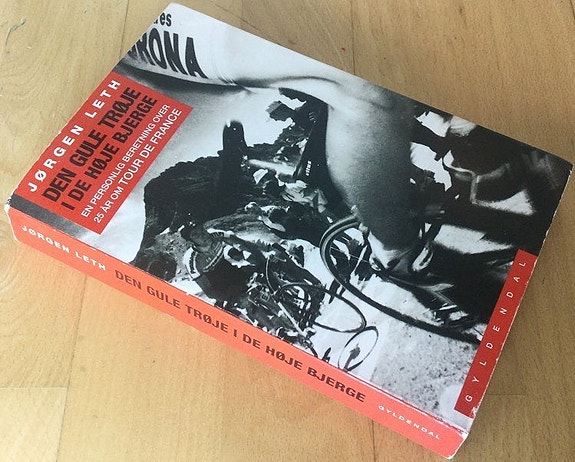 JØRGEN LETH
DEN GULE TRØJE
I DE HØJE BJERGE
EN PERSONLIG BERETNING OVER
25 ÅR OM TOUR DE FRANCE
GYLDENDAL
JØRGEN LETH DEN GULE TRØJE I DE HØJE BJERGE GYLDENDAL